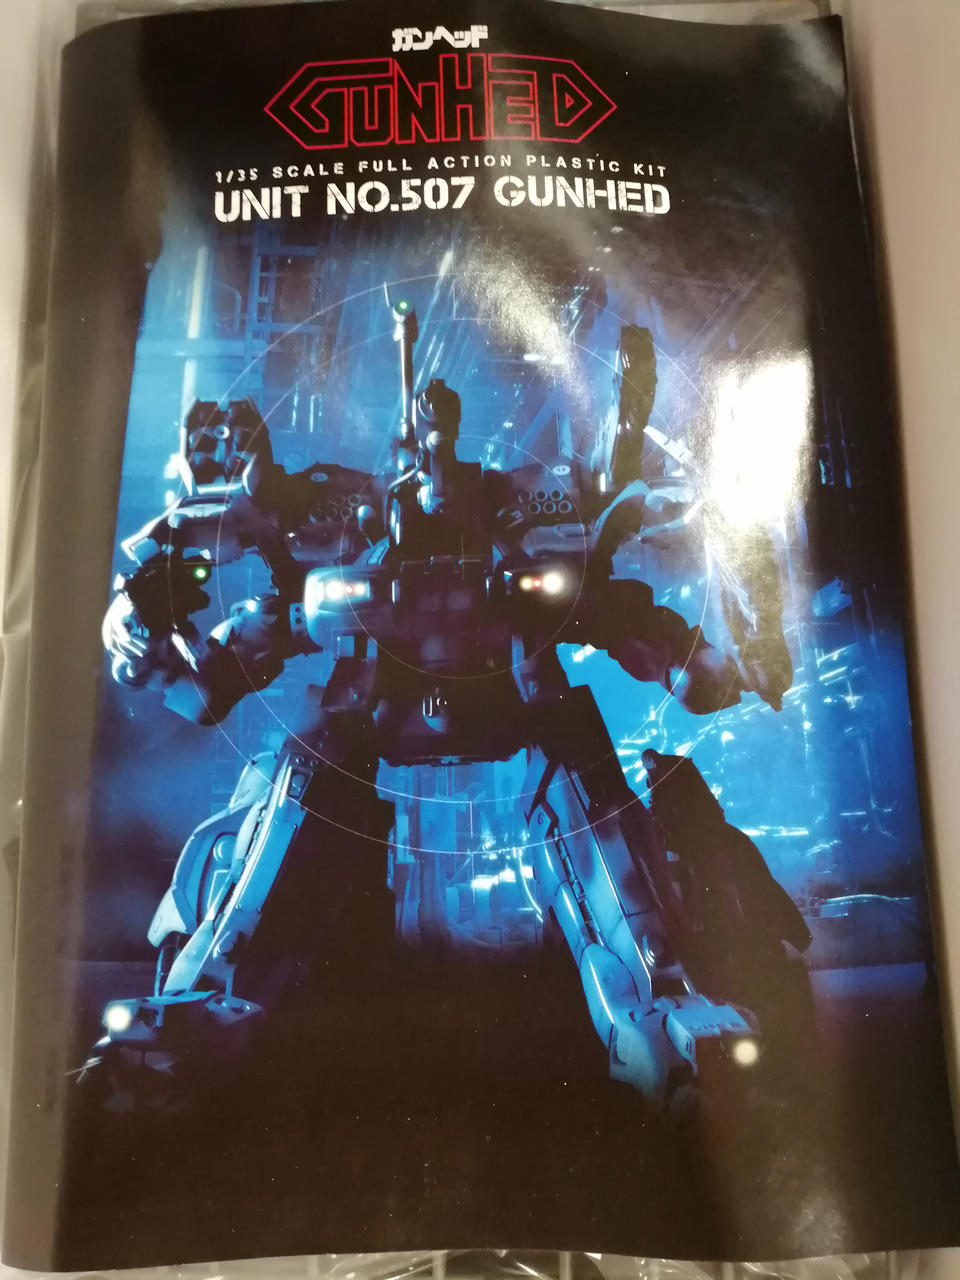 ガンヘッド
GUNHED
1/35 SCALE FULL ACTION PLASTIC KIT
UNIT NO.507 GUNHED